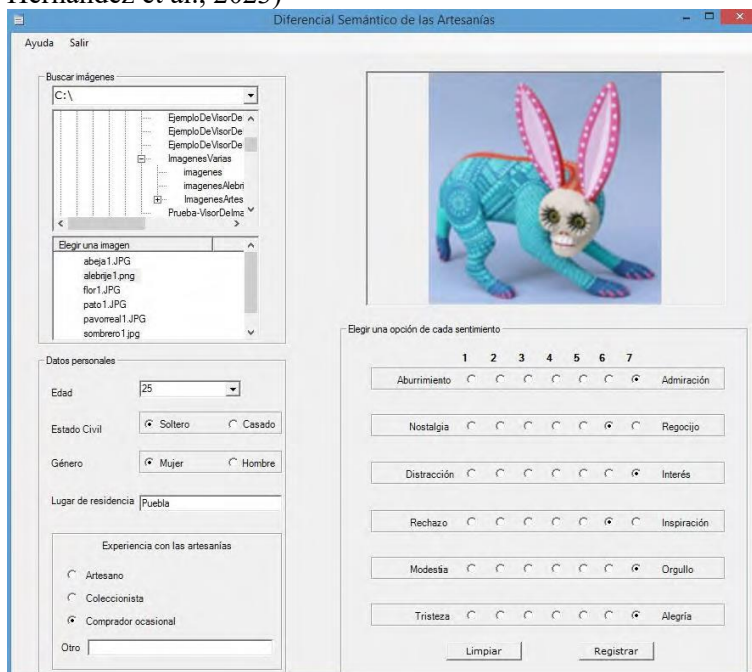 Hernández et al., 2023)
Diferencial Semántico de las Artesanías
Ayuda Salir
Buscar imágenes
C:\
EjemploDeVisorDe
EjemploDeVisorDe
EjemploDeVisorDe
ImagenesVarias
imagenes
imagenesAlebri
ImagenesArtes
Prueba-VisorDeIma
Elegir una imagen
abeja1.JPG
alebrije1.png
flor1.JPG
pato1.JPG
pavorreal1.JPG
sombrero1.jpg
Datos personales
Edad 25
Estado Civil Soltero Casado
Género Mujer Hombre
Lugar de residencia Puebla
Experiencia con las artesanías
Artesano
Coleccionista
Comprador ocasional
Otro
Elegir una opción de cada sentimiento
1 2 3 4 5 6 7
Aburrimiento Admiración
Nostalgia Regocijo
Distracción Interés
Rechazo Inspiración
Modestia Orgullo
Tristeza Alegría
Limpiar Registrar